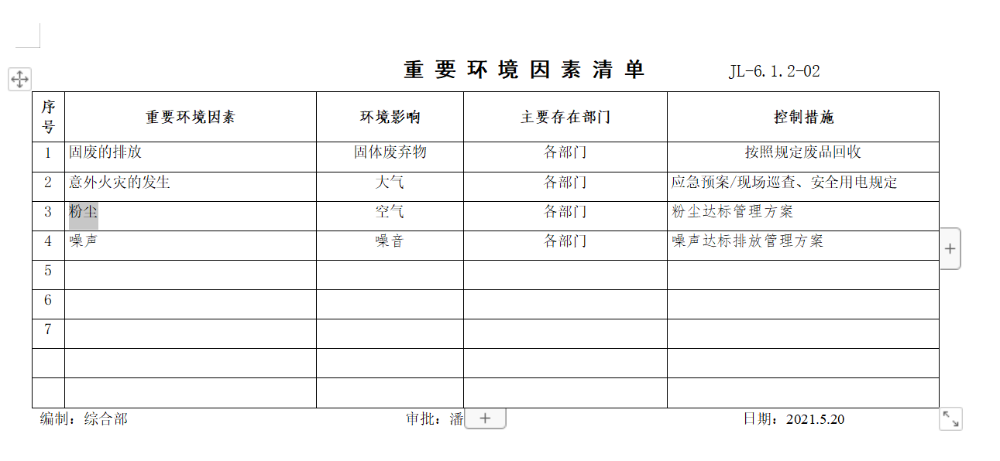 重要环境因素清单 JL-6.1.2-02
序号 重要环境因素 环境影响 主要存在部门 控制措施
1 固废的排放 固体废弃物 各部门 按照规定废品回收
2 意外火灾的发生 大气 各部门 应急预案/现场巡查、安全用电规定
3 粉尘 空气 各部门 粉尘达标管理方案
4 噪声 噪音 各部门 噪声达标排放管理方案
5
6
7
编制：综合部 审批：潘 日期：2021.5.20